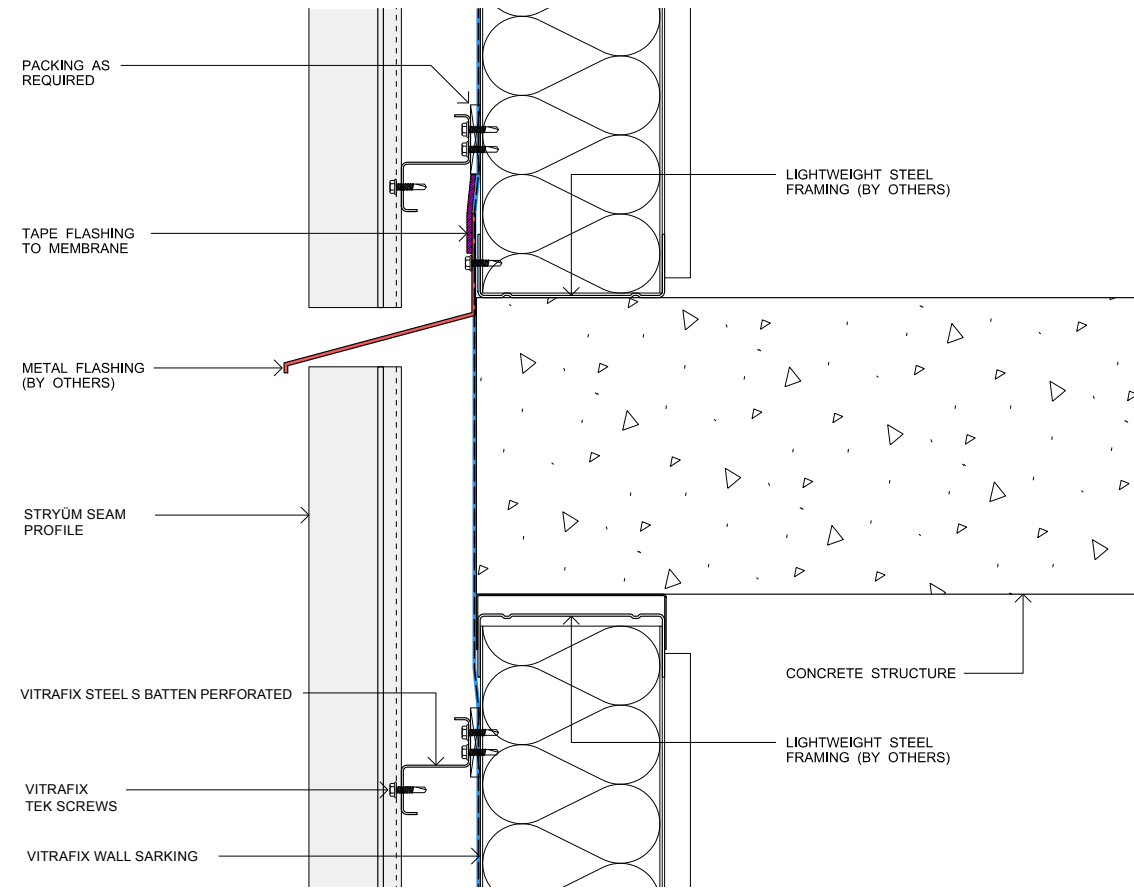 PACKING AS
REQUIRED
LIGHTWEIGHT STEEL
FRAMING (BY OTHERS)
TAPE FLASHING
TO MEMBRANE
METAL FLASHING
(BY OTHERS)
STRYÜM SEAM
PROFILE
CONCRETE STRUCTURE
VITRAFIX STEEL S BATTEN PERFORATED
LIGHTWEIGHT STEEL
FRAMING (BY OTHERS)
VITRAFIX
TEK SCREWS
VITRAFIX WALL SARKING